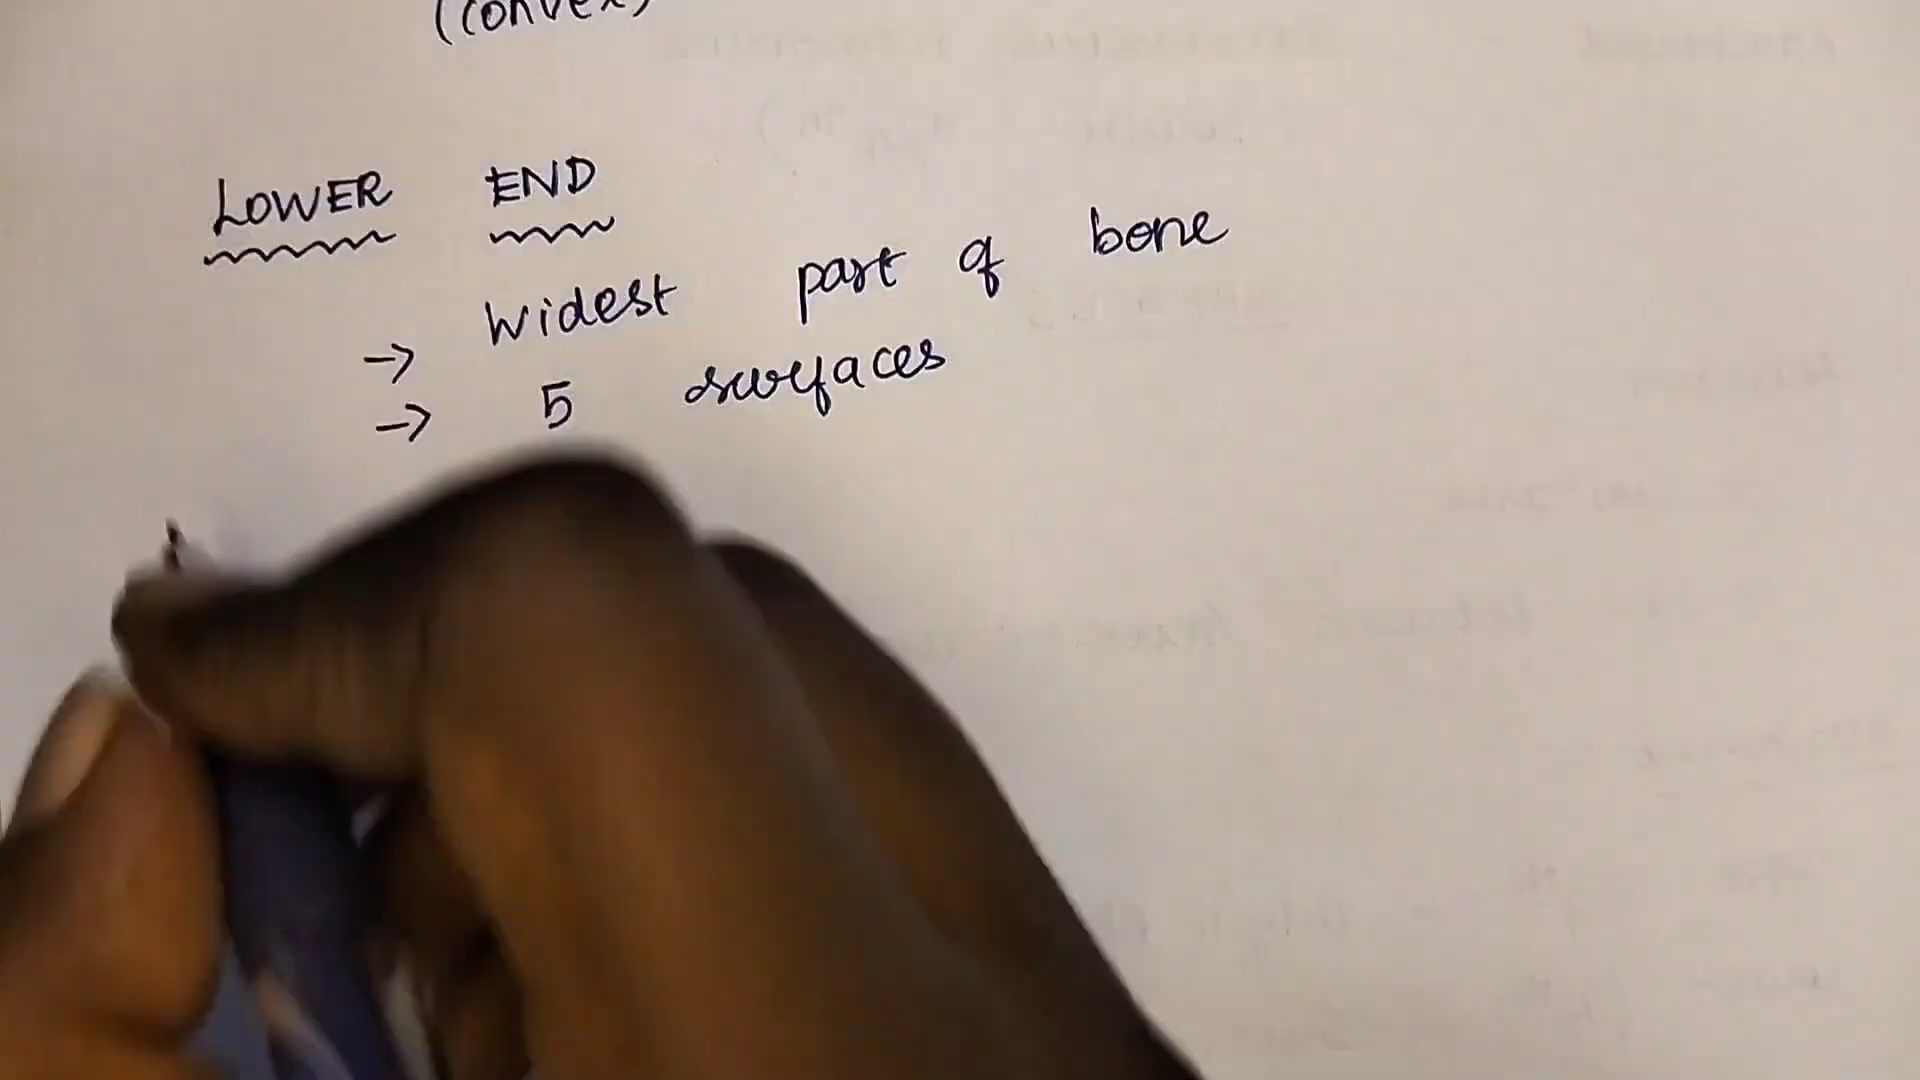 (convex)
LOWER END
→ Widest part of bone
→ 5 surfaces